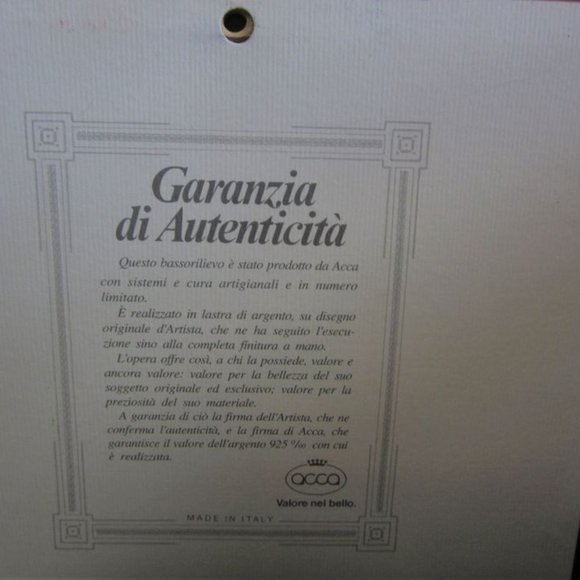 Garanzia
di Autenticità
Questo bassorilievo è stato prodotto da Acca
con sistemi e cura artigianali e in numero
limitato.
È realizzato in lastra di argento, su disegno
originale d'Artista, che ne ha seguito l'esecu-
zione sino alla completa finitura a mano.
L'opera offre così, a chi la possiede, valore e
ancora valore: valore per la bellezza del suo
soggetto originale ed esclusivo; valore per la
preziosità del suo materiale.
A garanzia di ciò la firma dell'Artista, che ne
conferma l'autenticità, e la firma di Acca, che
garantisce il valore dell'argento 925 ‰ con cui
è realizzata.
acca
Valore nel bello.
MADE IN ITALY